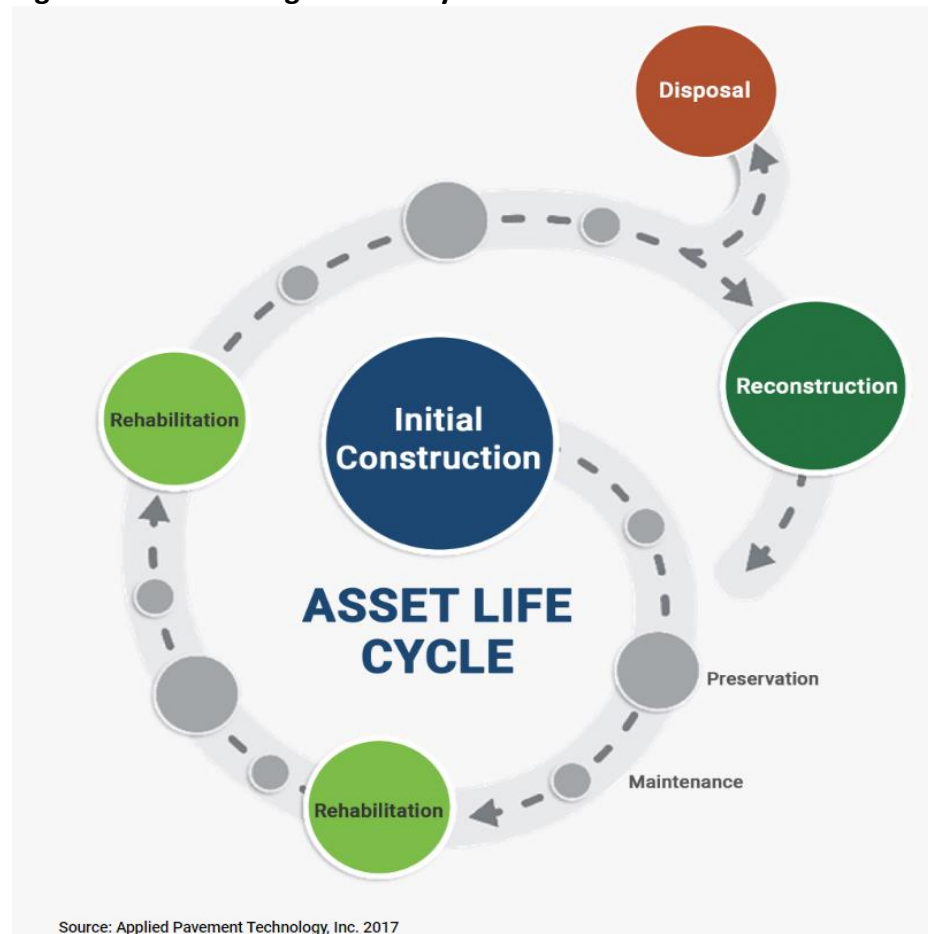 Disposal
Reconstruction
Rehabilitation
Initial
Construction
ASSET LIFE
CYCLE
Preservation
Maintenance
Rehabilitation
Source: Applied Pavement Technology, Inc. 2017